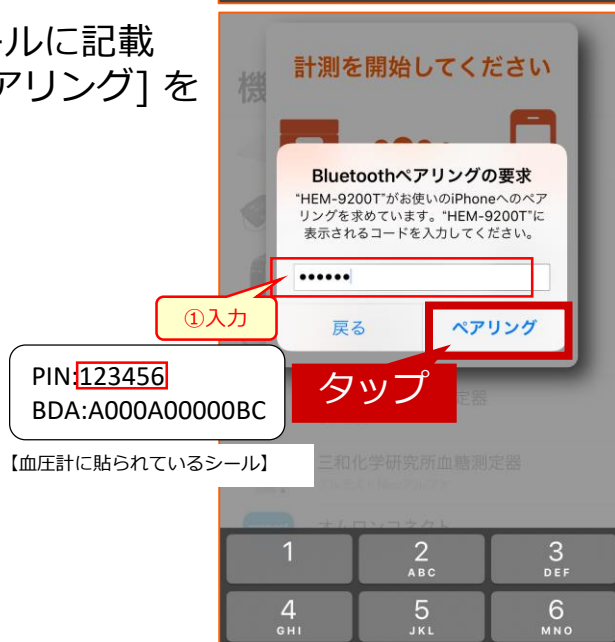 ールに記載
アリング] を
計測を開始してください
機
Bluetoothペアリングの要求
"HEM-9200T"がお使いのiPhoneへのペア
リングを求めています。"HEM-9200T"に
表示されるコードを入力してください。
••••••
①入力
戻る
ペアリング
タップ
PIN:123456
BDA:A000A00000BC
定器
【血圧計に貼られているシール】
三和化学研究所血糖測定器
オムロンコネクト
1
2
ABC
3
DEF
4
GHI
5
JKL
6
MNO